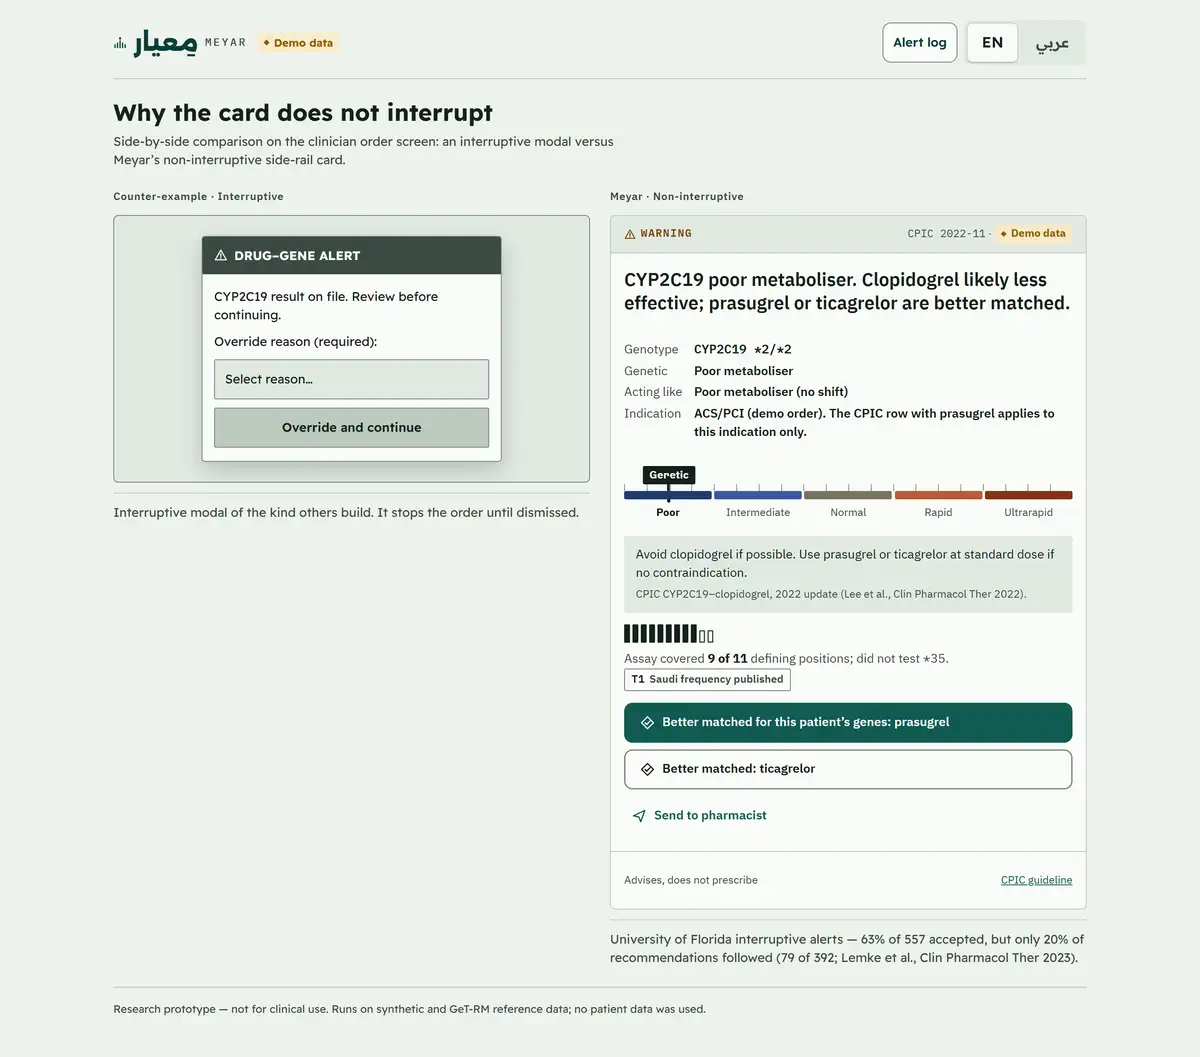 مِعيار MEYAR Demo data
Alert log EN عربي
Why the card does not interrupt
Side-by-side comparison on the clinician order screen: an interruptive modal versus
Meyar’s non-interruptive side-rail card.
Counter-example · Interruptive
DRUG–GENE ALERT
CYP2C19 result on file. Review before
continuing.
Override reason (required):
Select reason…
Override and continue
Interruptive modal of the kind others build. It stops the order until dismissed.
Meyar · Non-interruptive
WARNING CPIC 2022-11 · Demo data
CYP2C19 poor metaboliser. Clopidogrel likely less
effective; prasugrel or ticagrelor are better matched.
Genotype CYP2C19 *2/*2
Genetic Poor metaboliser
Acting like Poor metaboliser (no shift)
Indication ACS/PCI (demo order). The CPIC row with prasugrel applies to
this indication only.
Genetic
Poor Intermediate Normal Rapid Ultrarapid
Avoid clopidogrel if possible. Use prasugrel or ticagrelor at standard dose if
no contraindication.
CPIC CYP2C19–clopidogrel, 2022 update (Lee et al., Clin Pharmacol Ther 2022).
Assay covered 9 of 11 defining positions; did not test *35.
T1 Saudi frequency published
Better matched for this patient’s genes: prasugrel
Better matched: ticagrelor
Send to pharmacist
Advises, does not prescribe CPIC guideline
University of Florida interruptive alerts — 63% of 557 accepted, but only 20% of
recommendations followed (79 of 392; Lemke et al., Clin Pharmacol Ther 2023).
Research prototype — not for clinical use. Runs on synthetic and GeT-RM reference data; no patient data was used.